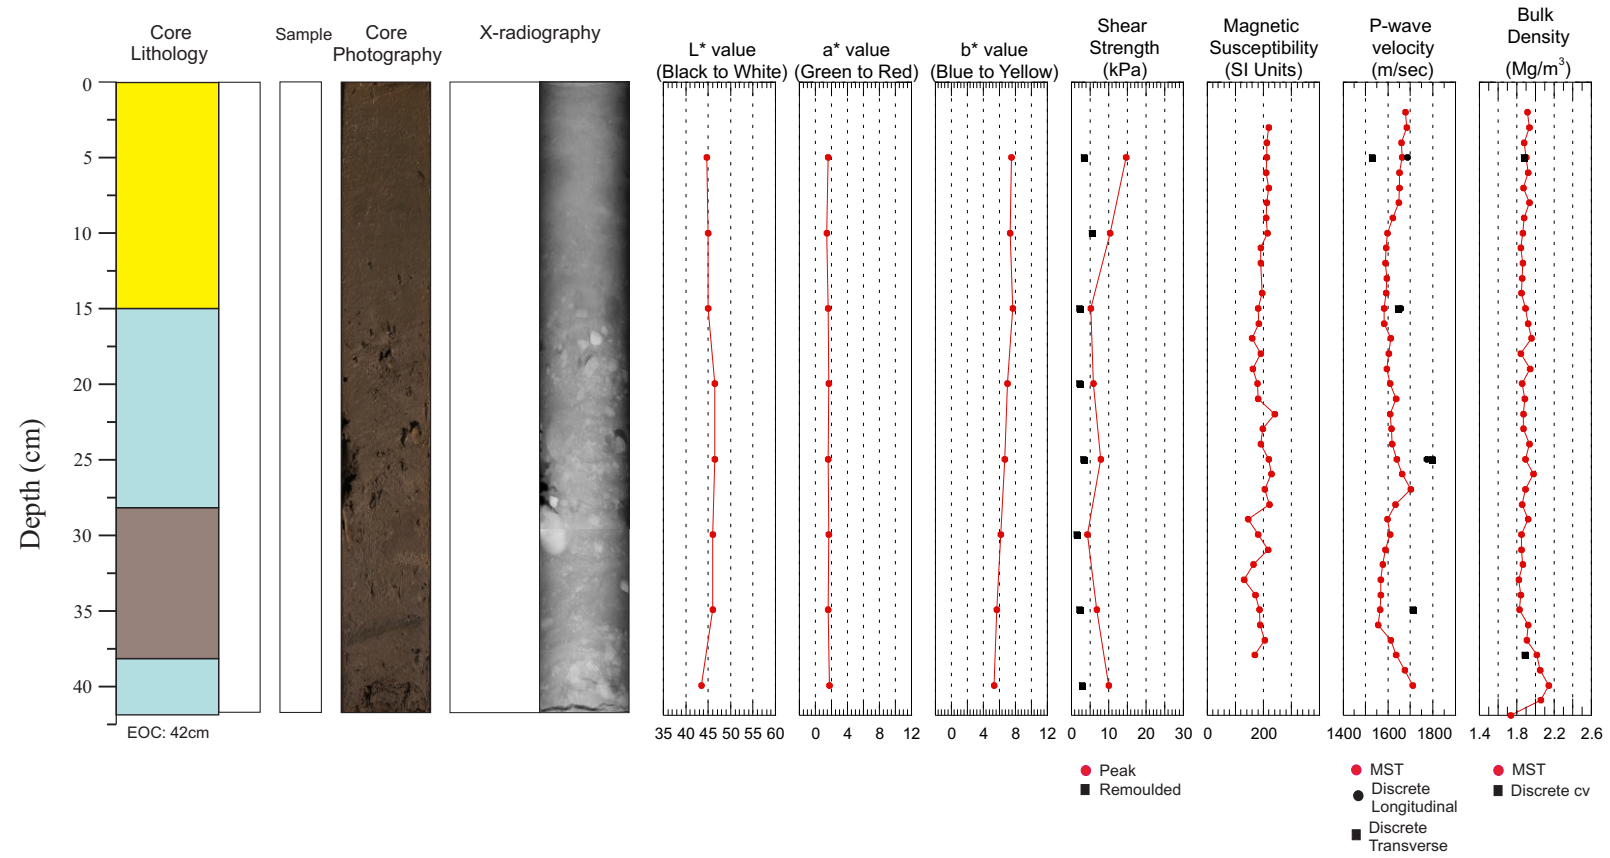 Core
Lithology
Sample
Core
Photography
X-radiography
L* value
(Black to White)
a* value
(Green to Red)
b* value
(Blue to Yellow)
Shear
Strength
(kPa)
Magnetic
Susceptibility
(SI Units)
P-wave
velocity
(m/sec)
Bulk
Density
(Mg/m³)
Depth (cm)
0
5
10
15
20
25
30
35
40
EOC: 42cm
35 40 45 50 55 60
0 4 8 12
0 4 8 12
0 10 20 30
0 200
1400 1600 1800
1.4 1.8 2.2 2.6
Peak
Remoulded
MST
Discrete
Longitudinal
Discrete
Transverse
MST
Discrete cv